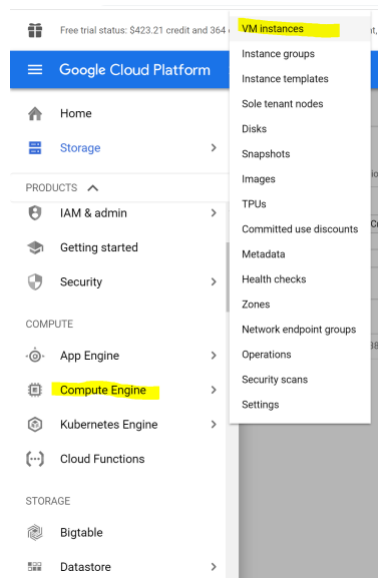 Free trial status: $423.21 credit and 364
Google Cloud Platform
Home
Storage
PRODUCTS
IAM & admin
Getting started
Security
COMPUTE
App Engine
Compute Engine
Kubernetes Engine
Cloud Functions
STORAGE
Bigtable
Datastore
VM instances
Instance groups
Instance templates
Sole tenant nodes
Disks
Snapshots
Images
TPUs
Committed use discounts
Metadata
Health checks
Zones
Network endpoint groups
Operations
Security scans
Settings